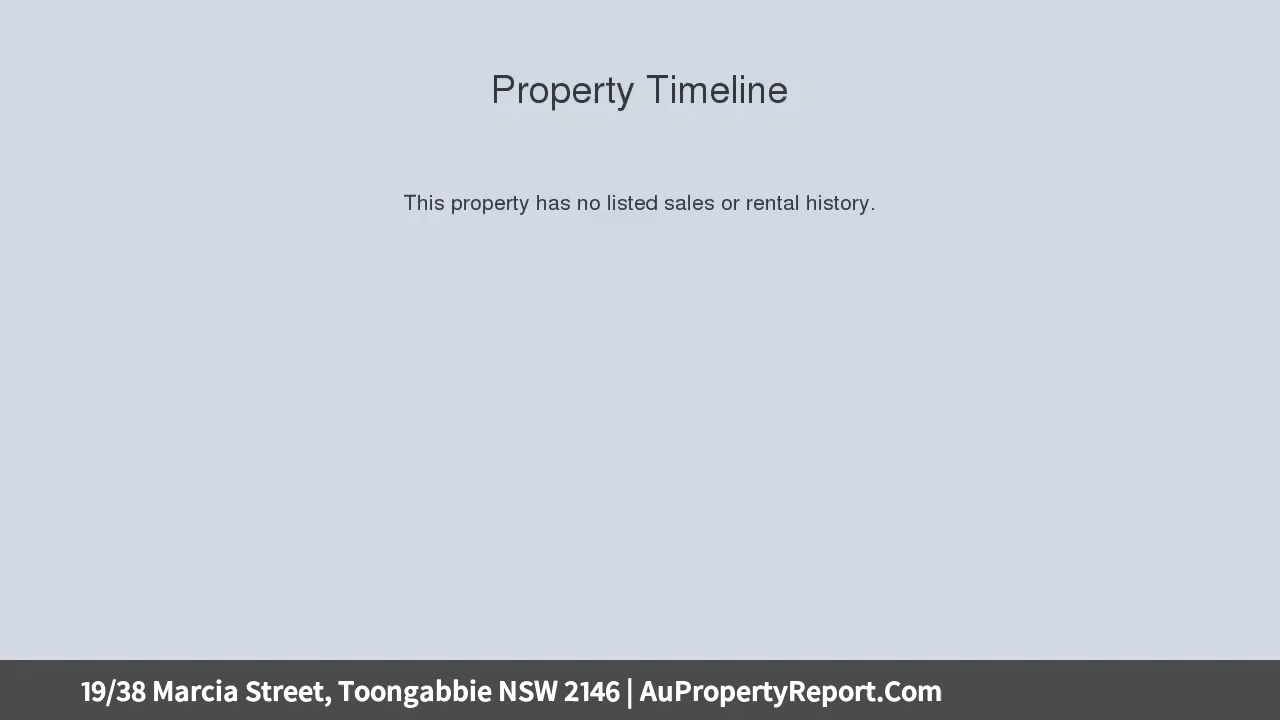 Property Timeline
This property has no listed sales or rental history.
19/38 Marcia Street, Toongabbie NSW 2146 | AuPropertyReport.Com